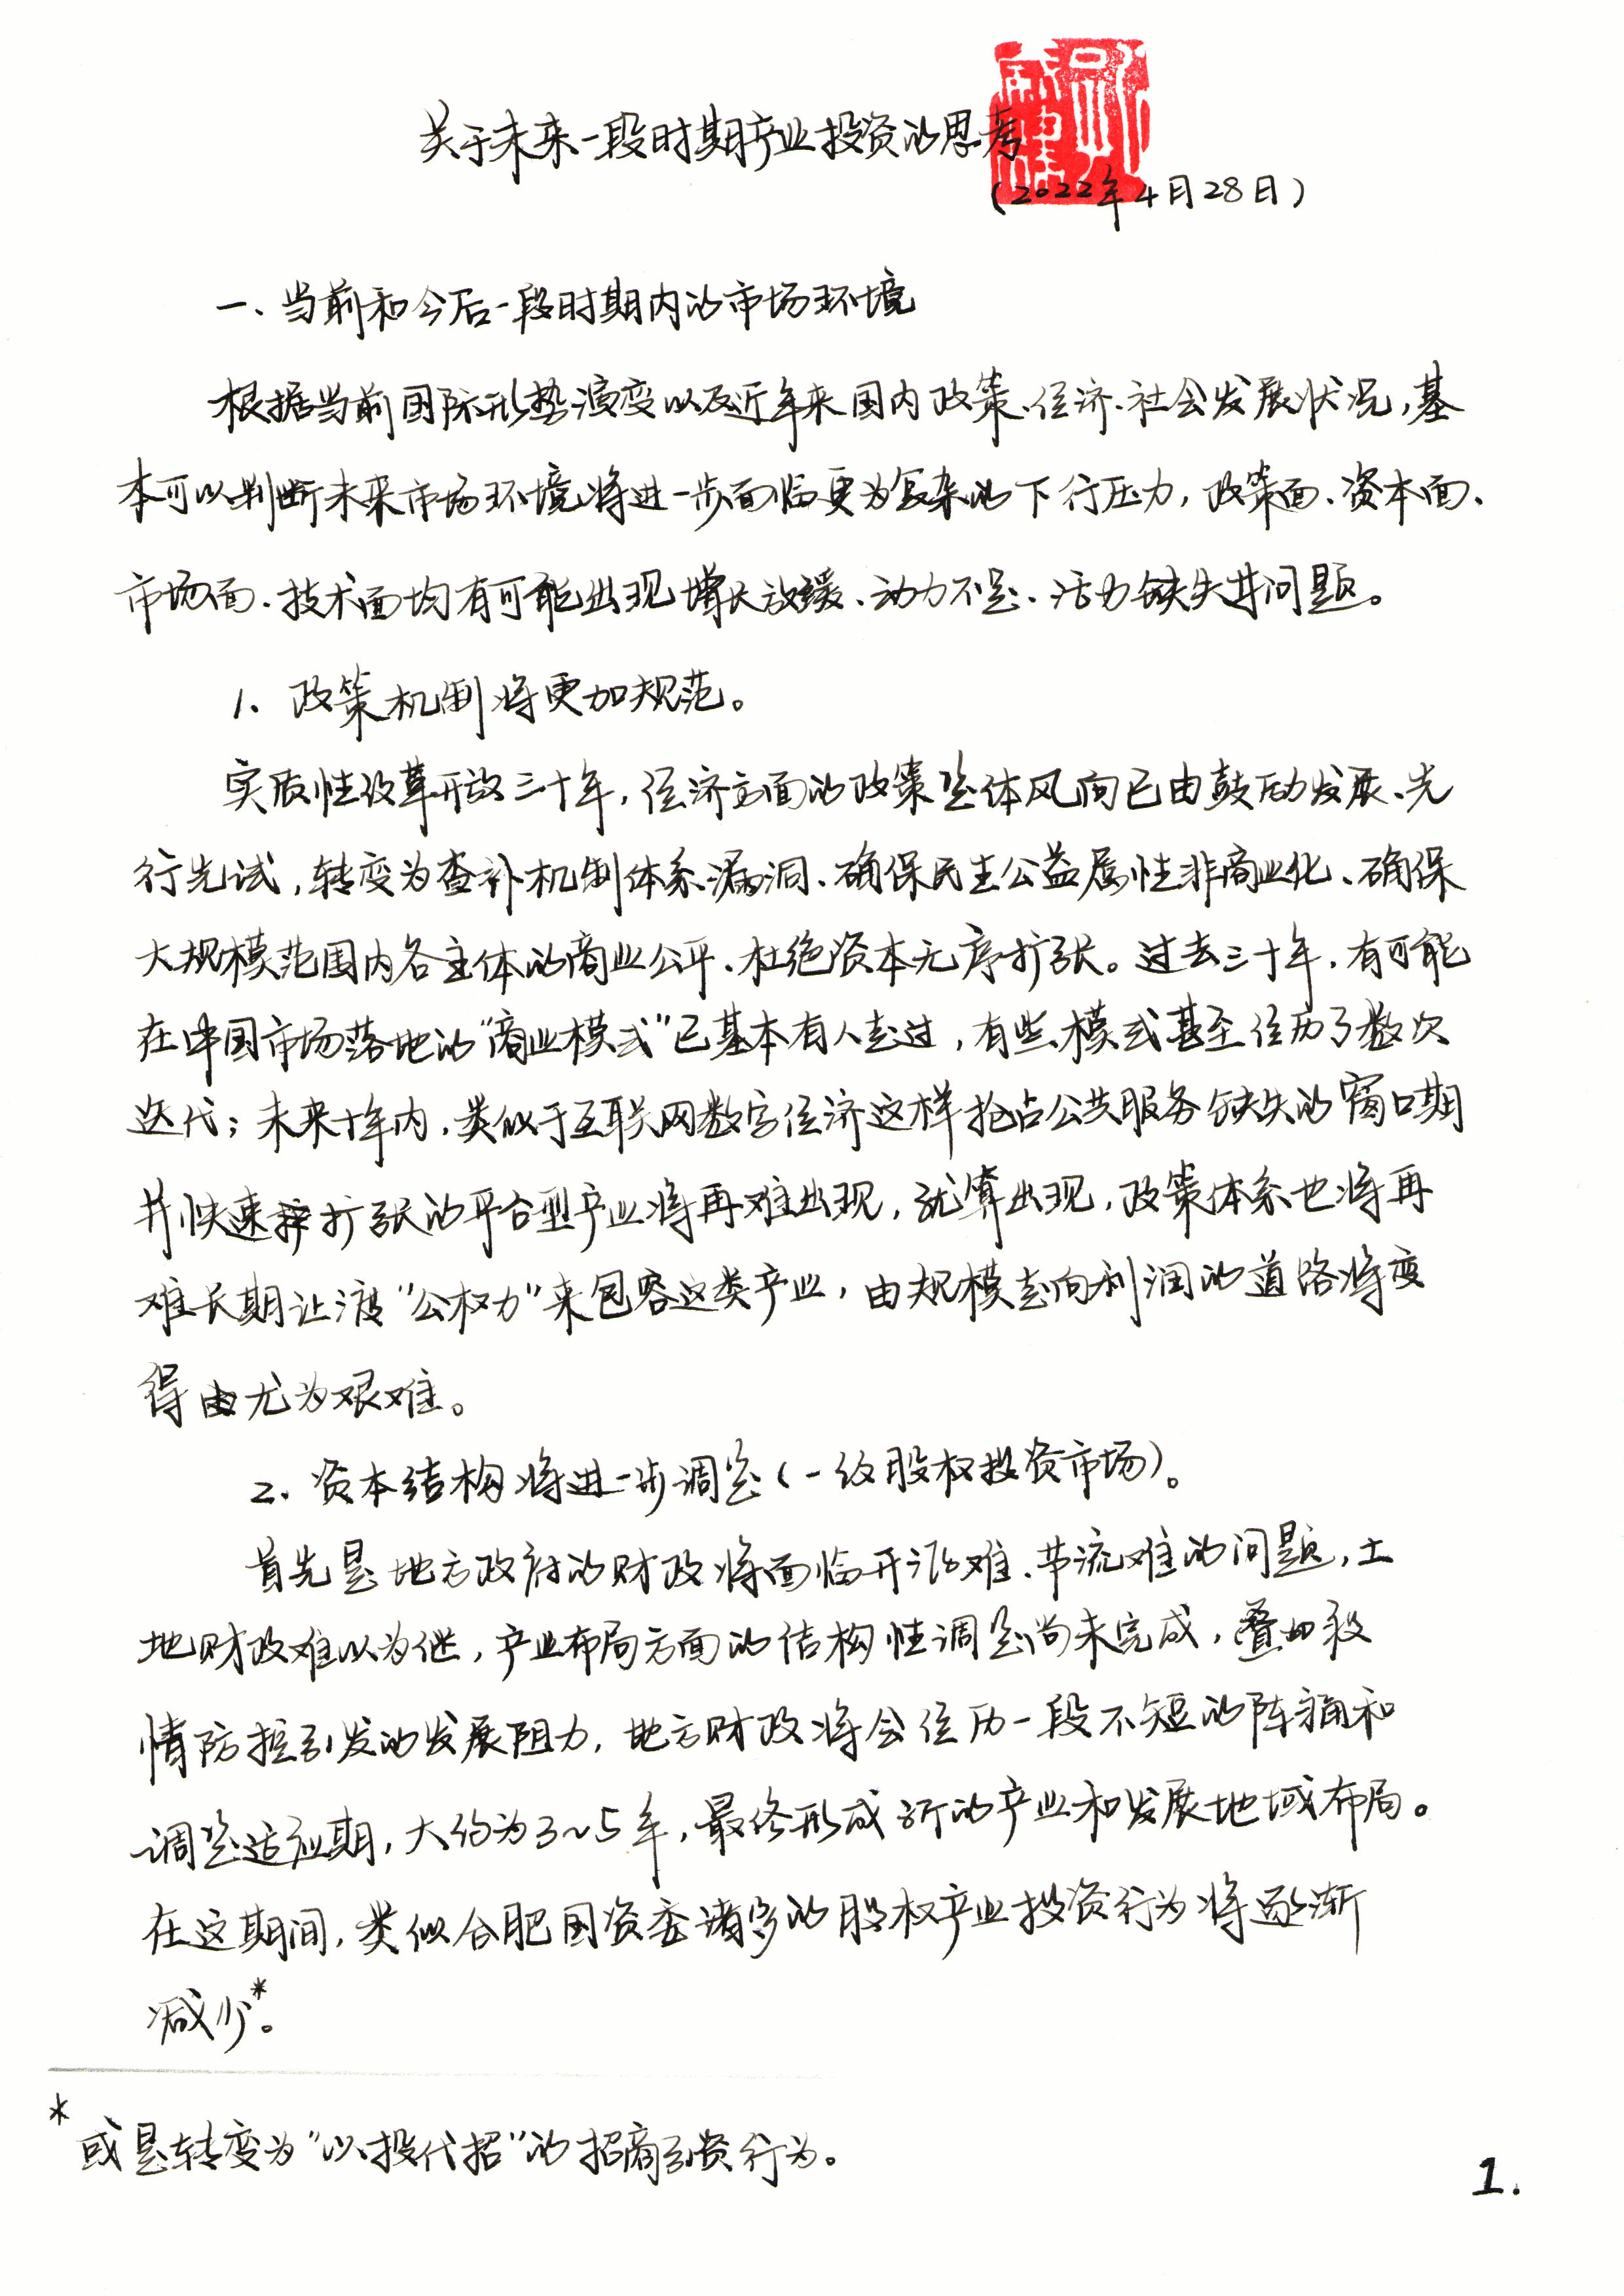 关于未来一段时期产业投资的思考
(2022年4月28日)
一、当前和今后一段时期内的市场环境
根据当前国际形势演变以及近年来国内政策、经济、社会发展状况,基
本可以判断未来市场环境将进一步面临更为复杂的下行压力,政策面、资本面、
市场面、技术面均有可能出现增长放缓、动力不足、活力缺失等问题。
1、政策机制将更加规范。
实质性改革开放三十年,经济方面的政策整体风向已由鼓励发展、先
行先试,转变为查补机制体系漏洞、确保民生公益属性非商业化、确保
大规模范围内各主体的商业公平、杜绝资本无序扩张。过去三十年,有可能
在中国市场落地的“商业模式”已基本有人走过,有些模式甚至经历了数次
迭代;未来十年内,类似于互联网数字经济这样抢占公共服务缺失的窗口期
并快速扩张的平台型产业将再难出现,就算出现,政策体系也将再
难长期让渡“公权力”来包容这类产业,由规模走向利润的道路将变
得尤为艰难。
2、资本结构将进一步调整(一级股权投资市场)。
首先是地方政府的财政将面临开源难、节流难的问题,土
地财政难以为继,产业布局方面的结构性调整尚未完成,叠加疫
情防控引发的发展阻力,地方财政将会经历一段不短的阵痛和
调整适应期,大约为3~5年,最终形成新的产业和发展地域布局。
在这期间,类似合肥国资委诸多的股权产业投资行为将逐渐
减少*。
* 或是转变为“以投代招”的招商引资行为。
1.